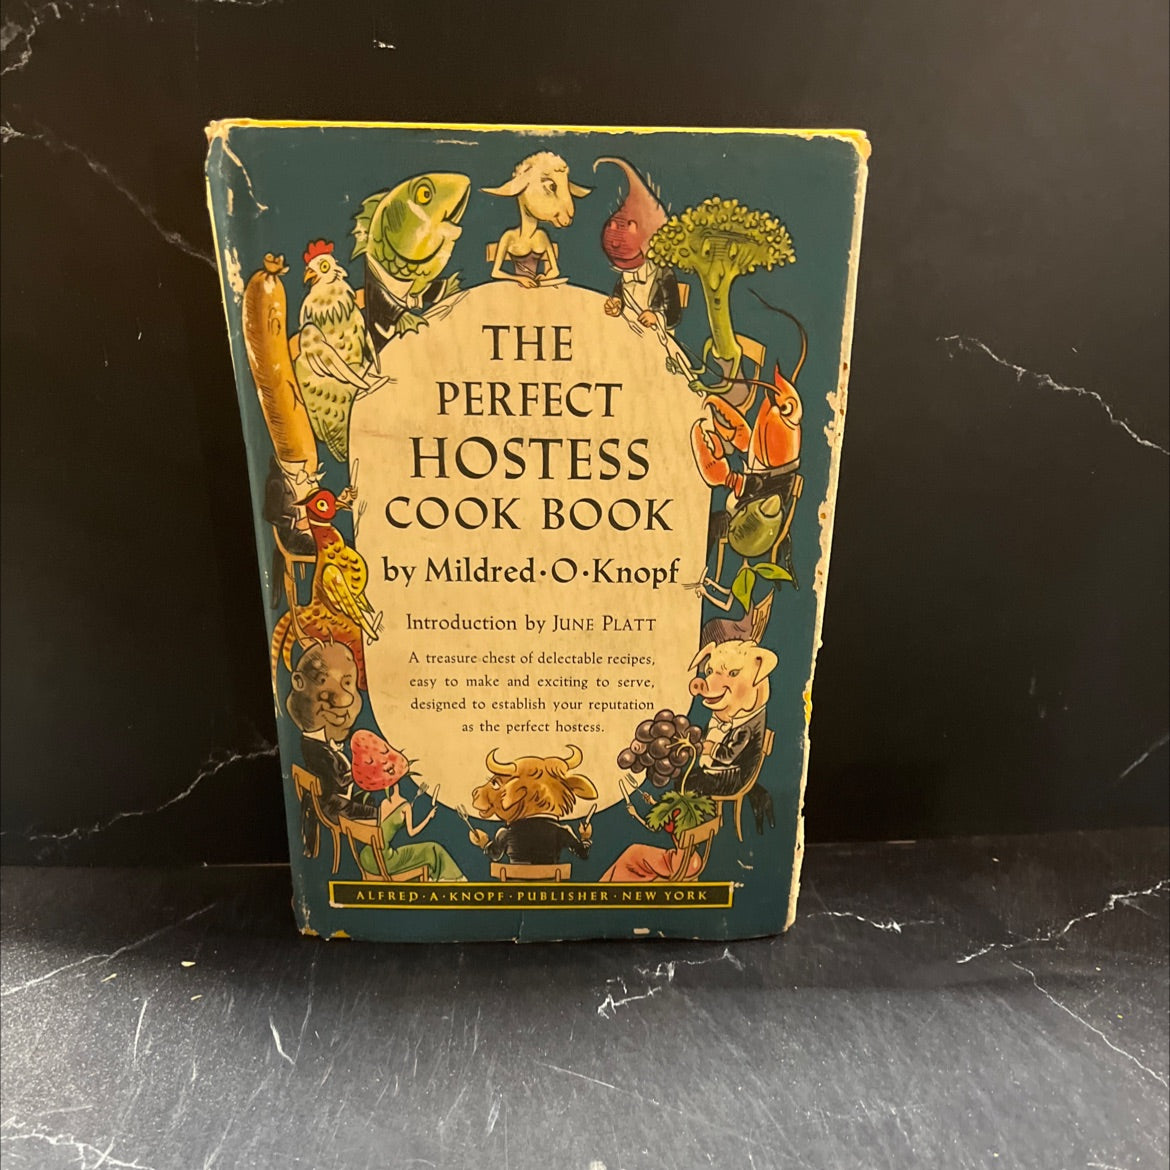 THE
PERFECT
HOSTESS
COOK BOOK
by Mildred·O·Knopf
Introduction by JUNE PLATT
A treasure chest of delectable recipes,
easy to make and exciting to serve,
designed to establish your reputation
as the perfect hostess.
ALFRED·A·KNOPF·PUBLISHER·NEW YORK